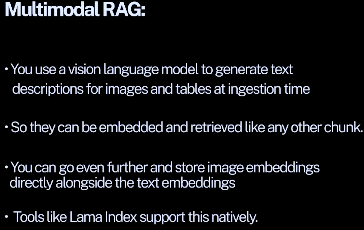 Multimodal RAG:
• You use a vision language model to generate text
descriptions for images and tables at ingestion time
• So they can be embedded and retrieved like any other chunk.
• You can go even further and store image embeddings
directly alongside the text embeddings
• Tools like Lama Index support this natively.